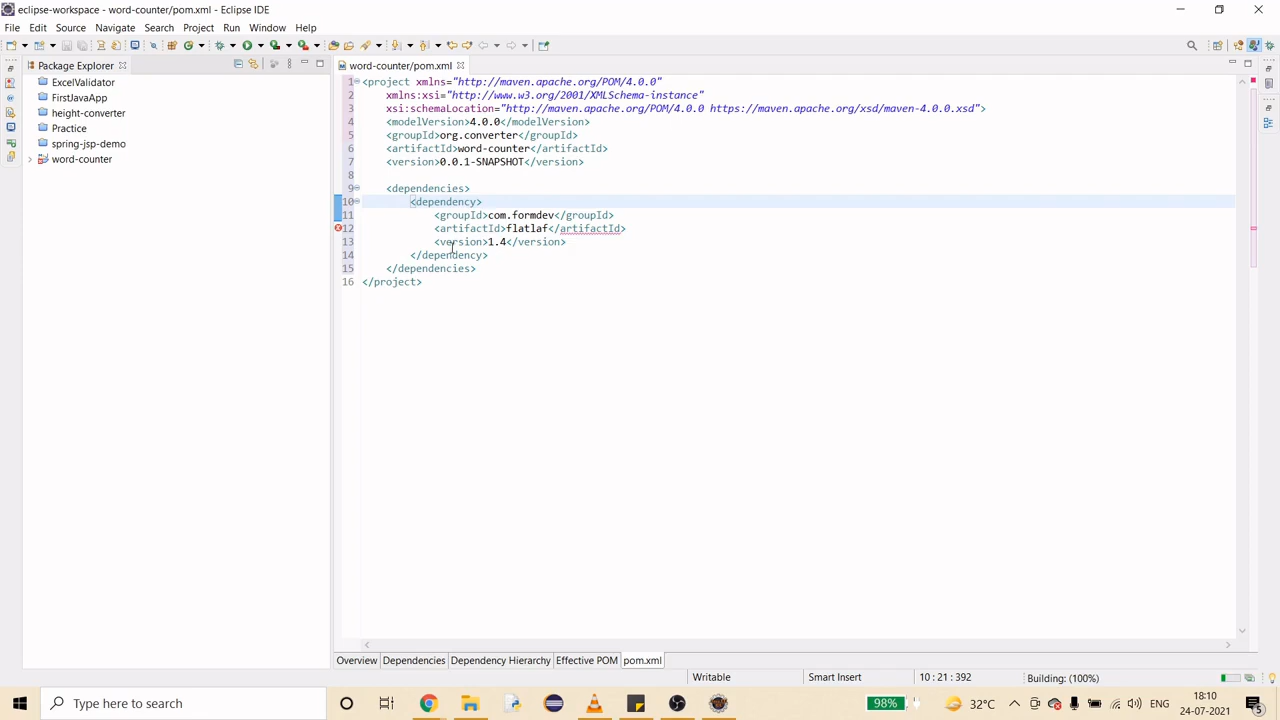 eclipse-workspace - word-counter/pom.xml - Eclipse IDE
File Edit Source Navigate Search Project Run Window Help
Package Explorer
ExcelValidator
FirstJavaApp
height-converter
Practice
spring-jsp-demo
word-counter
word-counter/pom.xml
1 <project xmlns="http://maven.apache.org/POM/4.0.0"
2 xmlns:xsi="http://www.w3.org/2001/XMLSchema-instance"
3 xsi:schemaLocation="http://maven.apache.org/POM/4.0.0 https://maven.apache.org/xsd/maven-4.0.0.xsd">
4 <modelVersion>4.0.0</modelVersion>
5 <groupId>org.converter</groupId>
6 <artifactId>word-counter</artifactId>
7 <version>0.0.1-SNAPSHOT</version>
8
9 <dependencies>
10 <dependency>
11 <groupId>com.formdev</groupId>
12 <artifactId>flatlaf</artifactId>
13 <version>1.4</version>
14 </dependency>
15 </dependencies>
16 </project>
Overview Dependencies Dependency Hierarchy Effective POM pom.xml
Writable Smart Insert 10 : 21 : 392 Building: (100%)
Type here to search
98% 32°C ENG 18:10
24-07-2021 5